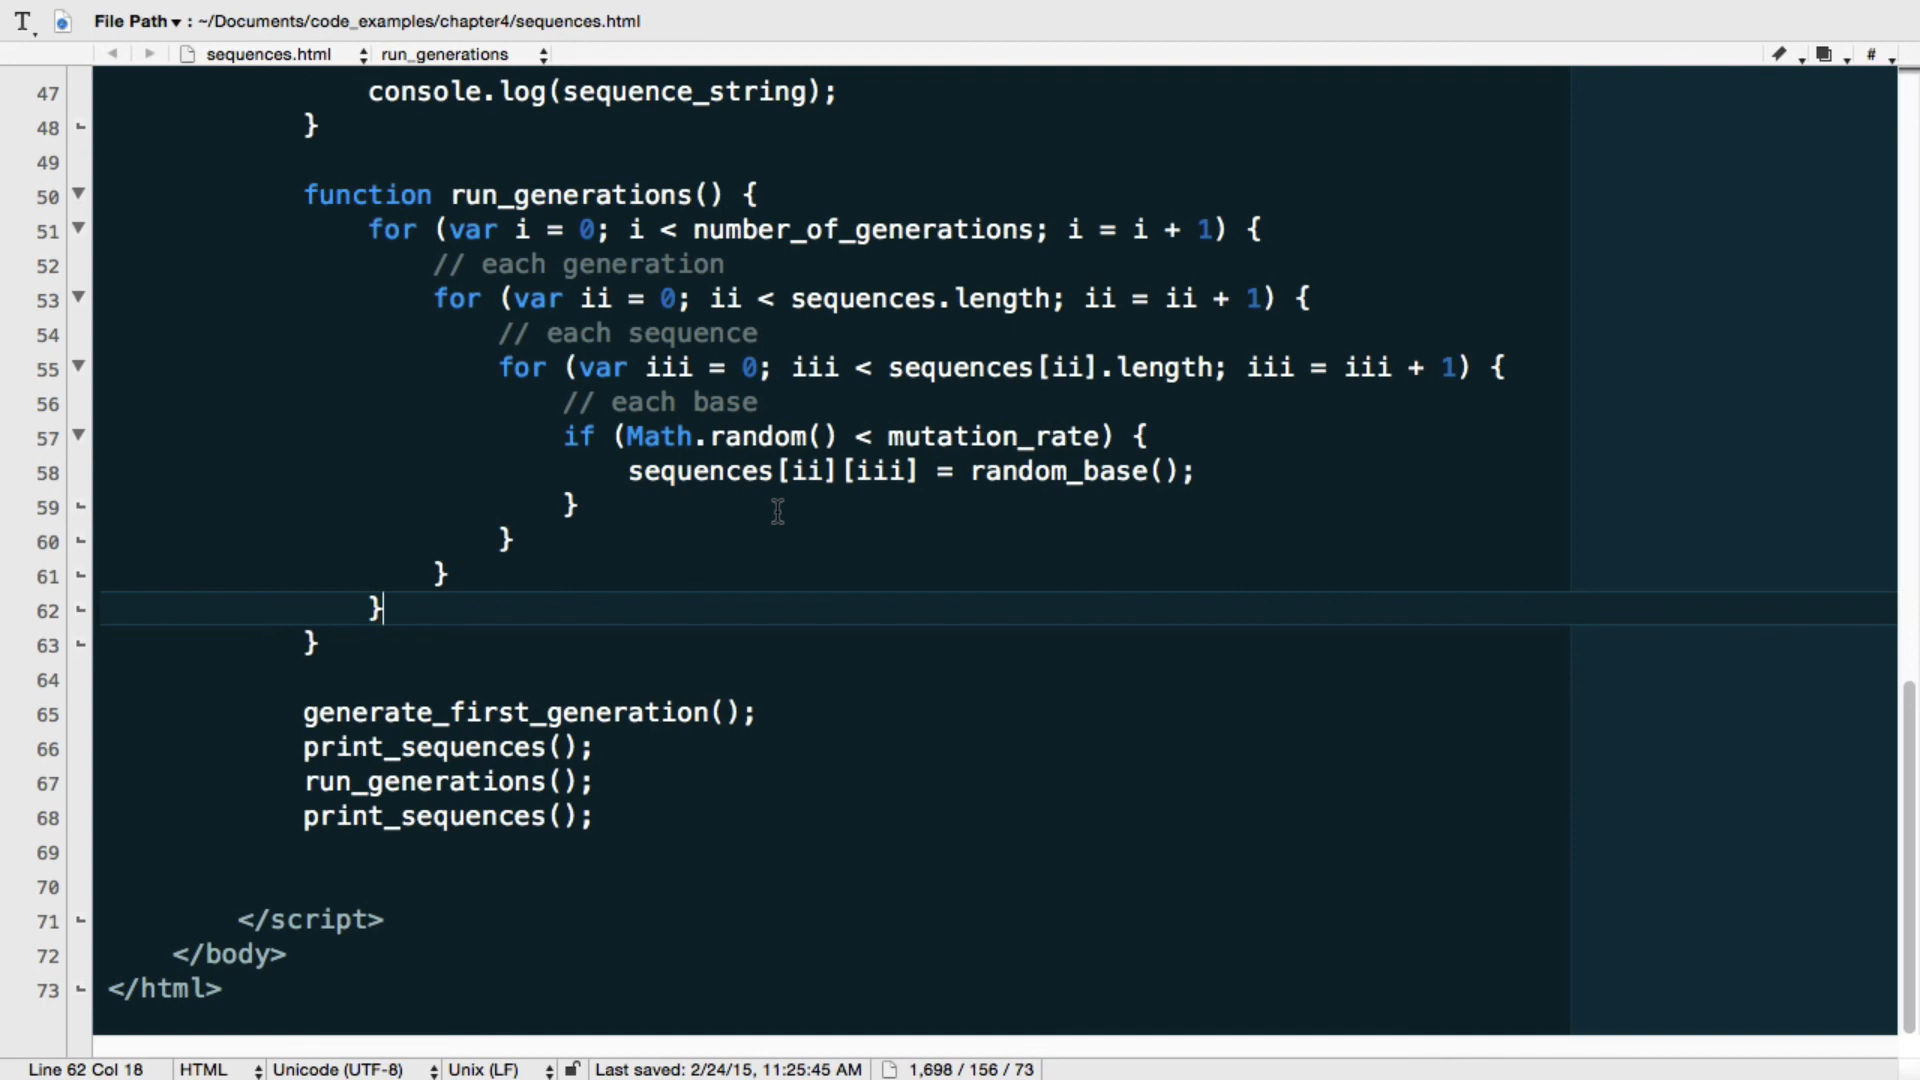 T File Path ▾ : ~/Documents/code_examples/chapter4/sequences.html
sequences.html run_generations #
47 console.log(sequence_string);
48 }
49
50 function run_generations() {
51 for (var i = 0; i < number_of_generations; i = i + 1) {
52 // each generation
53 for (var ii = 0; ii < sequences.length; ii = ii + 1) {
54 // each sequence
55 for (var iii = 0; iii < sequences[ii].length; iii = iii + 1) {
56 // each base
57 if (Math.random() < mutation_rate) {
58 sequences[ii][iii] = random_base();
59 }
60 }
61 }
62 }
63 }
64
65 generate_first_generation();
66 print_sequences();
67 run_generations();
68 print_sequences();
69
70
71 </script>
72 </body>
73 </html>
Line 62 Col 18 HTML Unicode (UTF-8) Unix (LF) Last saved: 2/24/15, 11:25:45 AM 1,698 / 156 / 73